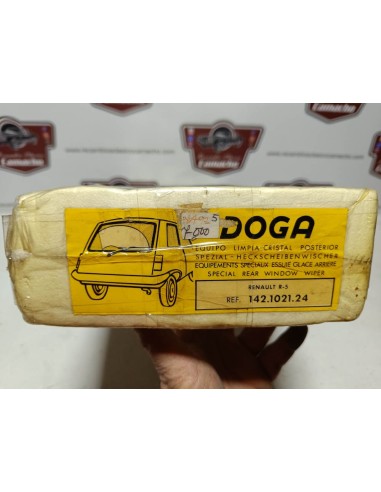 DOGA
EQUIPO LIMPIA-CRISTAL POSTERIOR
SPEZIAL-HECKSCHEIBENWISCHER
EQUIPEMENTS SPECIAUX ESSUIE GLACE ARRIERE
SPECIAL REAR WINDOW WIPER
RENAULT R-5
REF. 142.1021.24